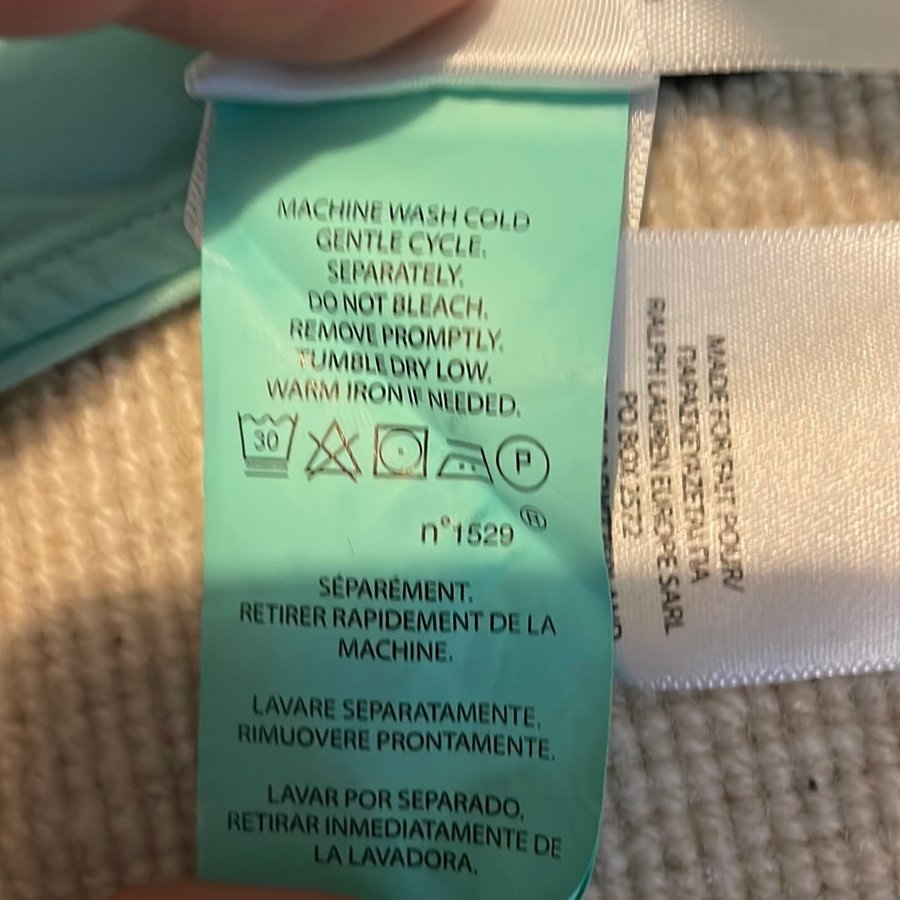 MACHINE WASH COLD
GENTLE CYCLE.
SEPARATELY.
DO NOT BLEACH.
REMOVE PROMPTLY.
TUMBLE DRY LOW.
WARM IRON IF NEEDED.
30
P
n°1529 ®
SÉPARÉMENT.
RETIRER RAPIDEMENT DE LA
MACHINE.
LAVARE SEPARATAMENTE.
RIMUOVERE PRONTAMENTE.
LAVAR POR SEPARADO.
RETIRAR INMEDIATAMENTE DE
LA LAVADORA.
MADE FOR/FAIT POUR/
ΠΑΡΑΣΚΕΥΑΖΕΤΑΙ ΓΙΑ
RALPH LAUREN EUROPE SARL
PO BOX 2572